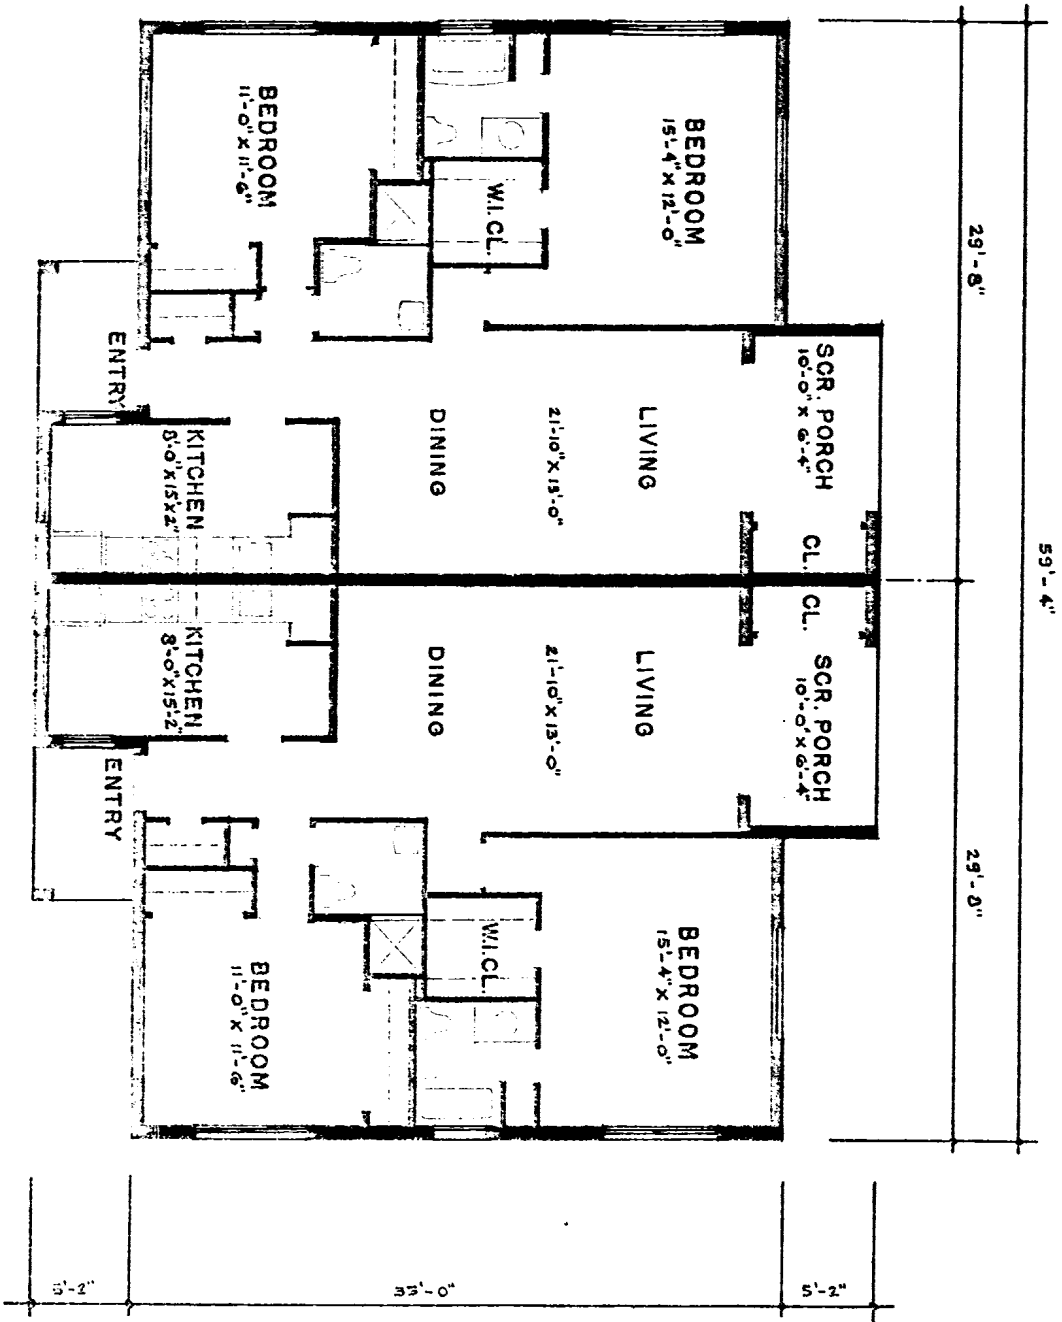 BEDROOM
11'-0" X 11'-6"
BEDROOM
15'-4" X 12'-0"
W.I.CL.
29'-8"
ENTRY
KITCHEN
8'-0" X 15'X 2"
DINING
21'-10" X 13'-0"
LIVING
SCR. PORCH
10'-0" X 6'-4"
CL.
59'-4"
CL.
KITCHEN
8'-0" X 15'-2"
DINING
21'-10" X 13'-0"
LIVING
SCR. PORCH
10'-0" X 6'-4"
ENTRY
29'-8"
BEDROOM
11'-0" X 11'-6"
W.I.CL.
BEDROOM
15'-4" X 12'-0"
5'-2"
33'-0"
5'-2"